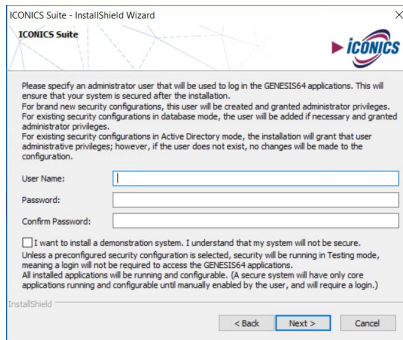 ICONICS Suite - InstallShield Wizard
ICONICS Suite
ICONICS
Please specify an administrator user that will be used to log in the GENESIS64 applications. This will
ensure that your system is secured after the installation.
For brand new security configurations, this user will be created and granted administrator privileges.
For existing security configurations in database mode, the user will be added if necessary and granted
administrator privileges.
For existing security configurations in Active Directory mode, the installation will grant that user
administrative privileges; however, if the user does not exist, no changes will be made to the
configuration.
User Name:
Password:
Confirm Password:
I want to install a demonstration system. I understand that my system will not be secure.
Unless a preconfigured security configuration is selected, security will be running in Testing mode,
meaning a login will not be required to access the GENESIS64 applications.
All installed applications will be running and configurable. (A secure system will have only core
applications running and configurable until manually enabled by the user, and will require a login.)
InstallShield
< Back Next > Cancel